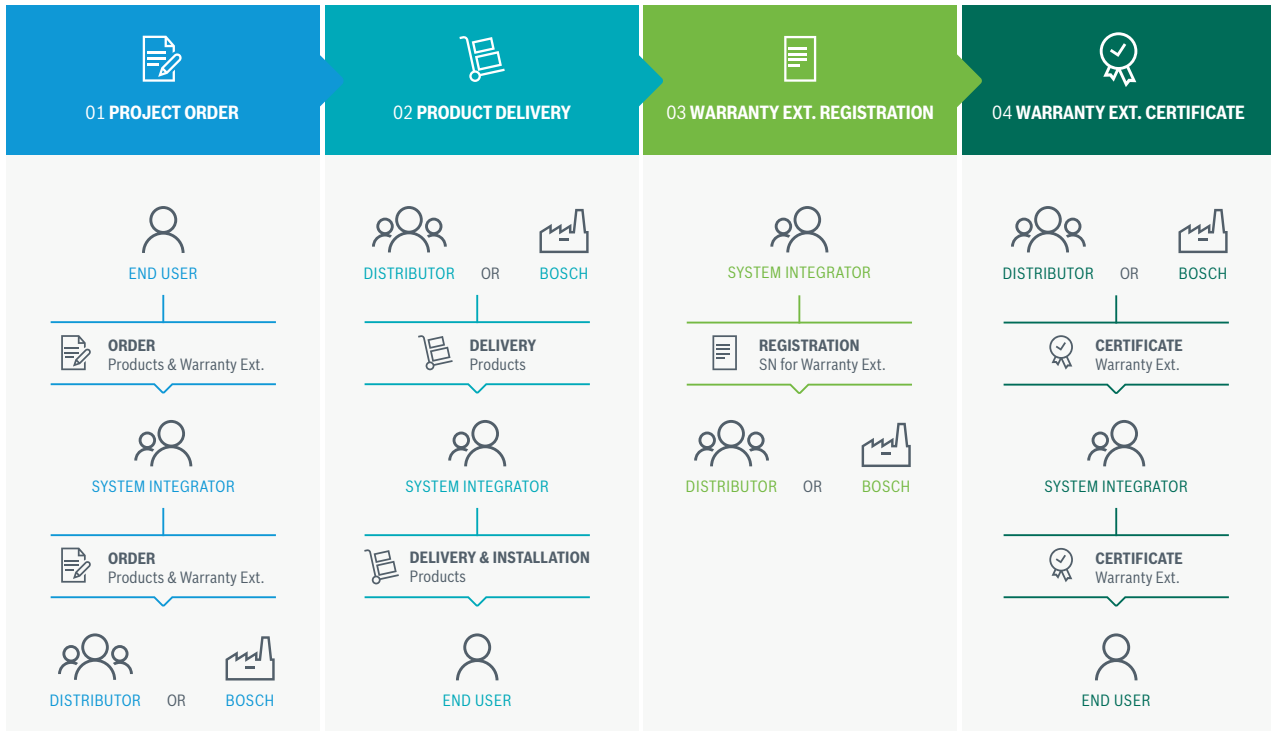 01 PROJECT ORDER
END USER
ORDER
Products & Warranty Ext.
SYSTEM INTEGRATOR
ORDER
Products & Warranty Ext.
DISTRIBUTOR OR BOSCH
02 PRODUCT DELIVERY
DISTRIBUTOR OR BOSCH
DELIVERY
Products
SYSTEM INTEGRATOR
DELIVERY & INSTALLATION
Products
END USER
03 WARRANTY EXT. REGISTRATION
SYSTEM INTEGRATOR
REGISTRATION
SN for Warranty Ext.
DISTRIBUTOR OR BOSCH
04 WARRANTY EXT. CERTIFICATE
DISTRIBUTOR OR BOSCH
CERTIFICATE
Warranty Ext.
SYSTEM INTEGRATOR
CERTIFICATE
Warranty Ext.
END USER